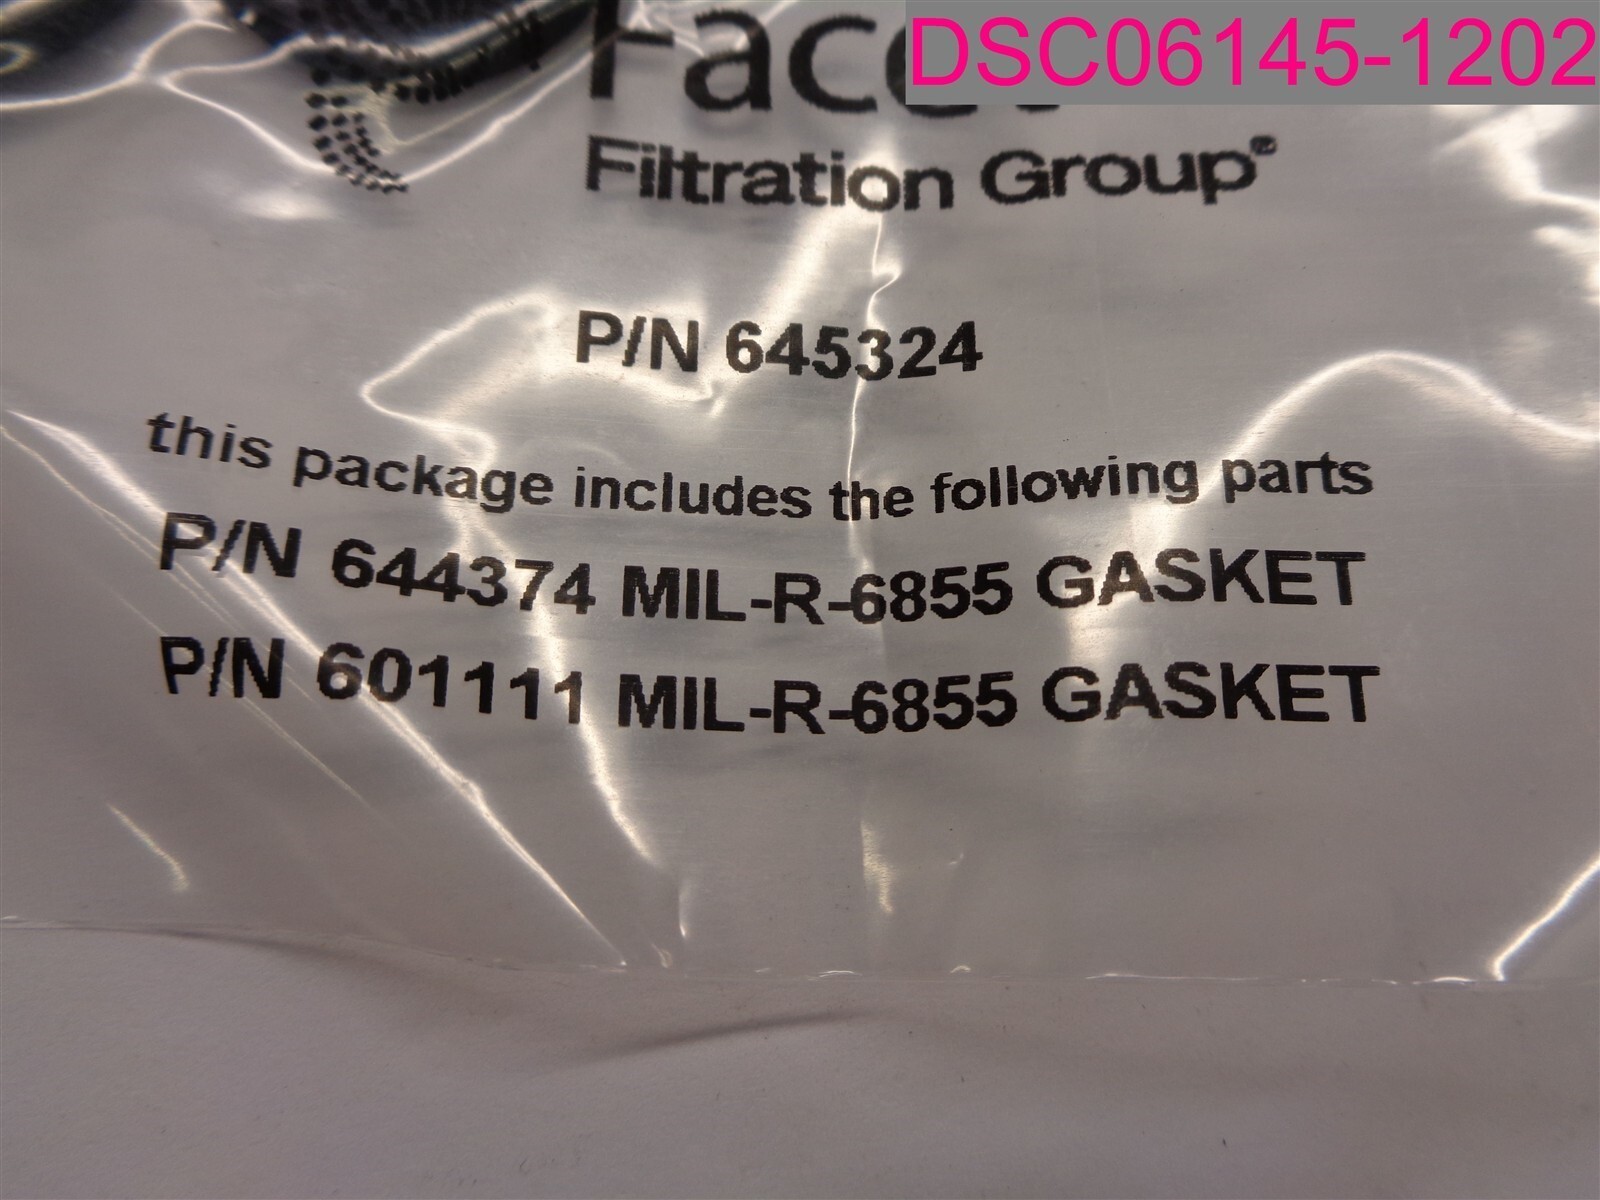 DSC06145-1202
Facet
Filtration Group®
P/N 645324
this package includes the following parts
P/N 644374 MIL-R-6855 GASKET
P/N 601111 MIL-R-6855 GASKET